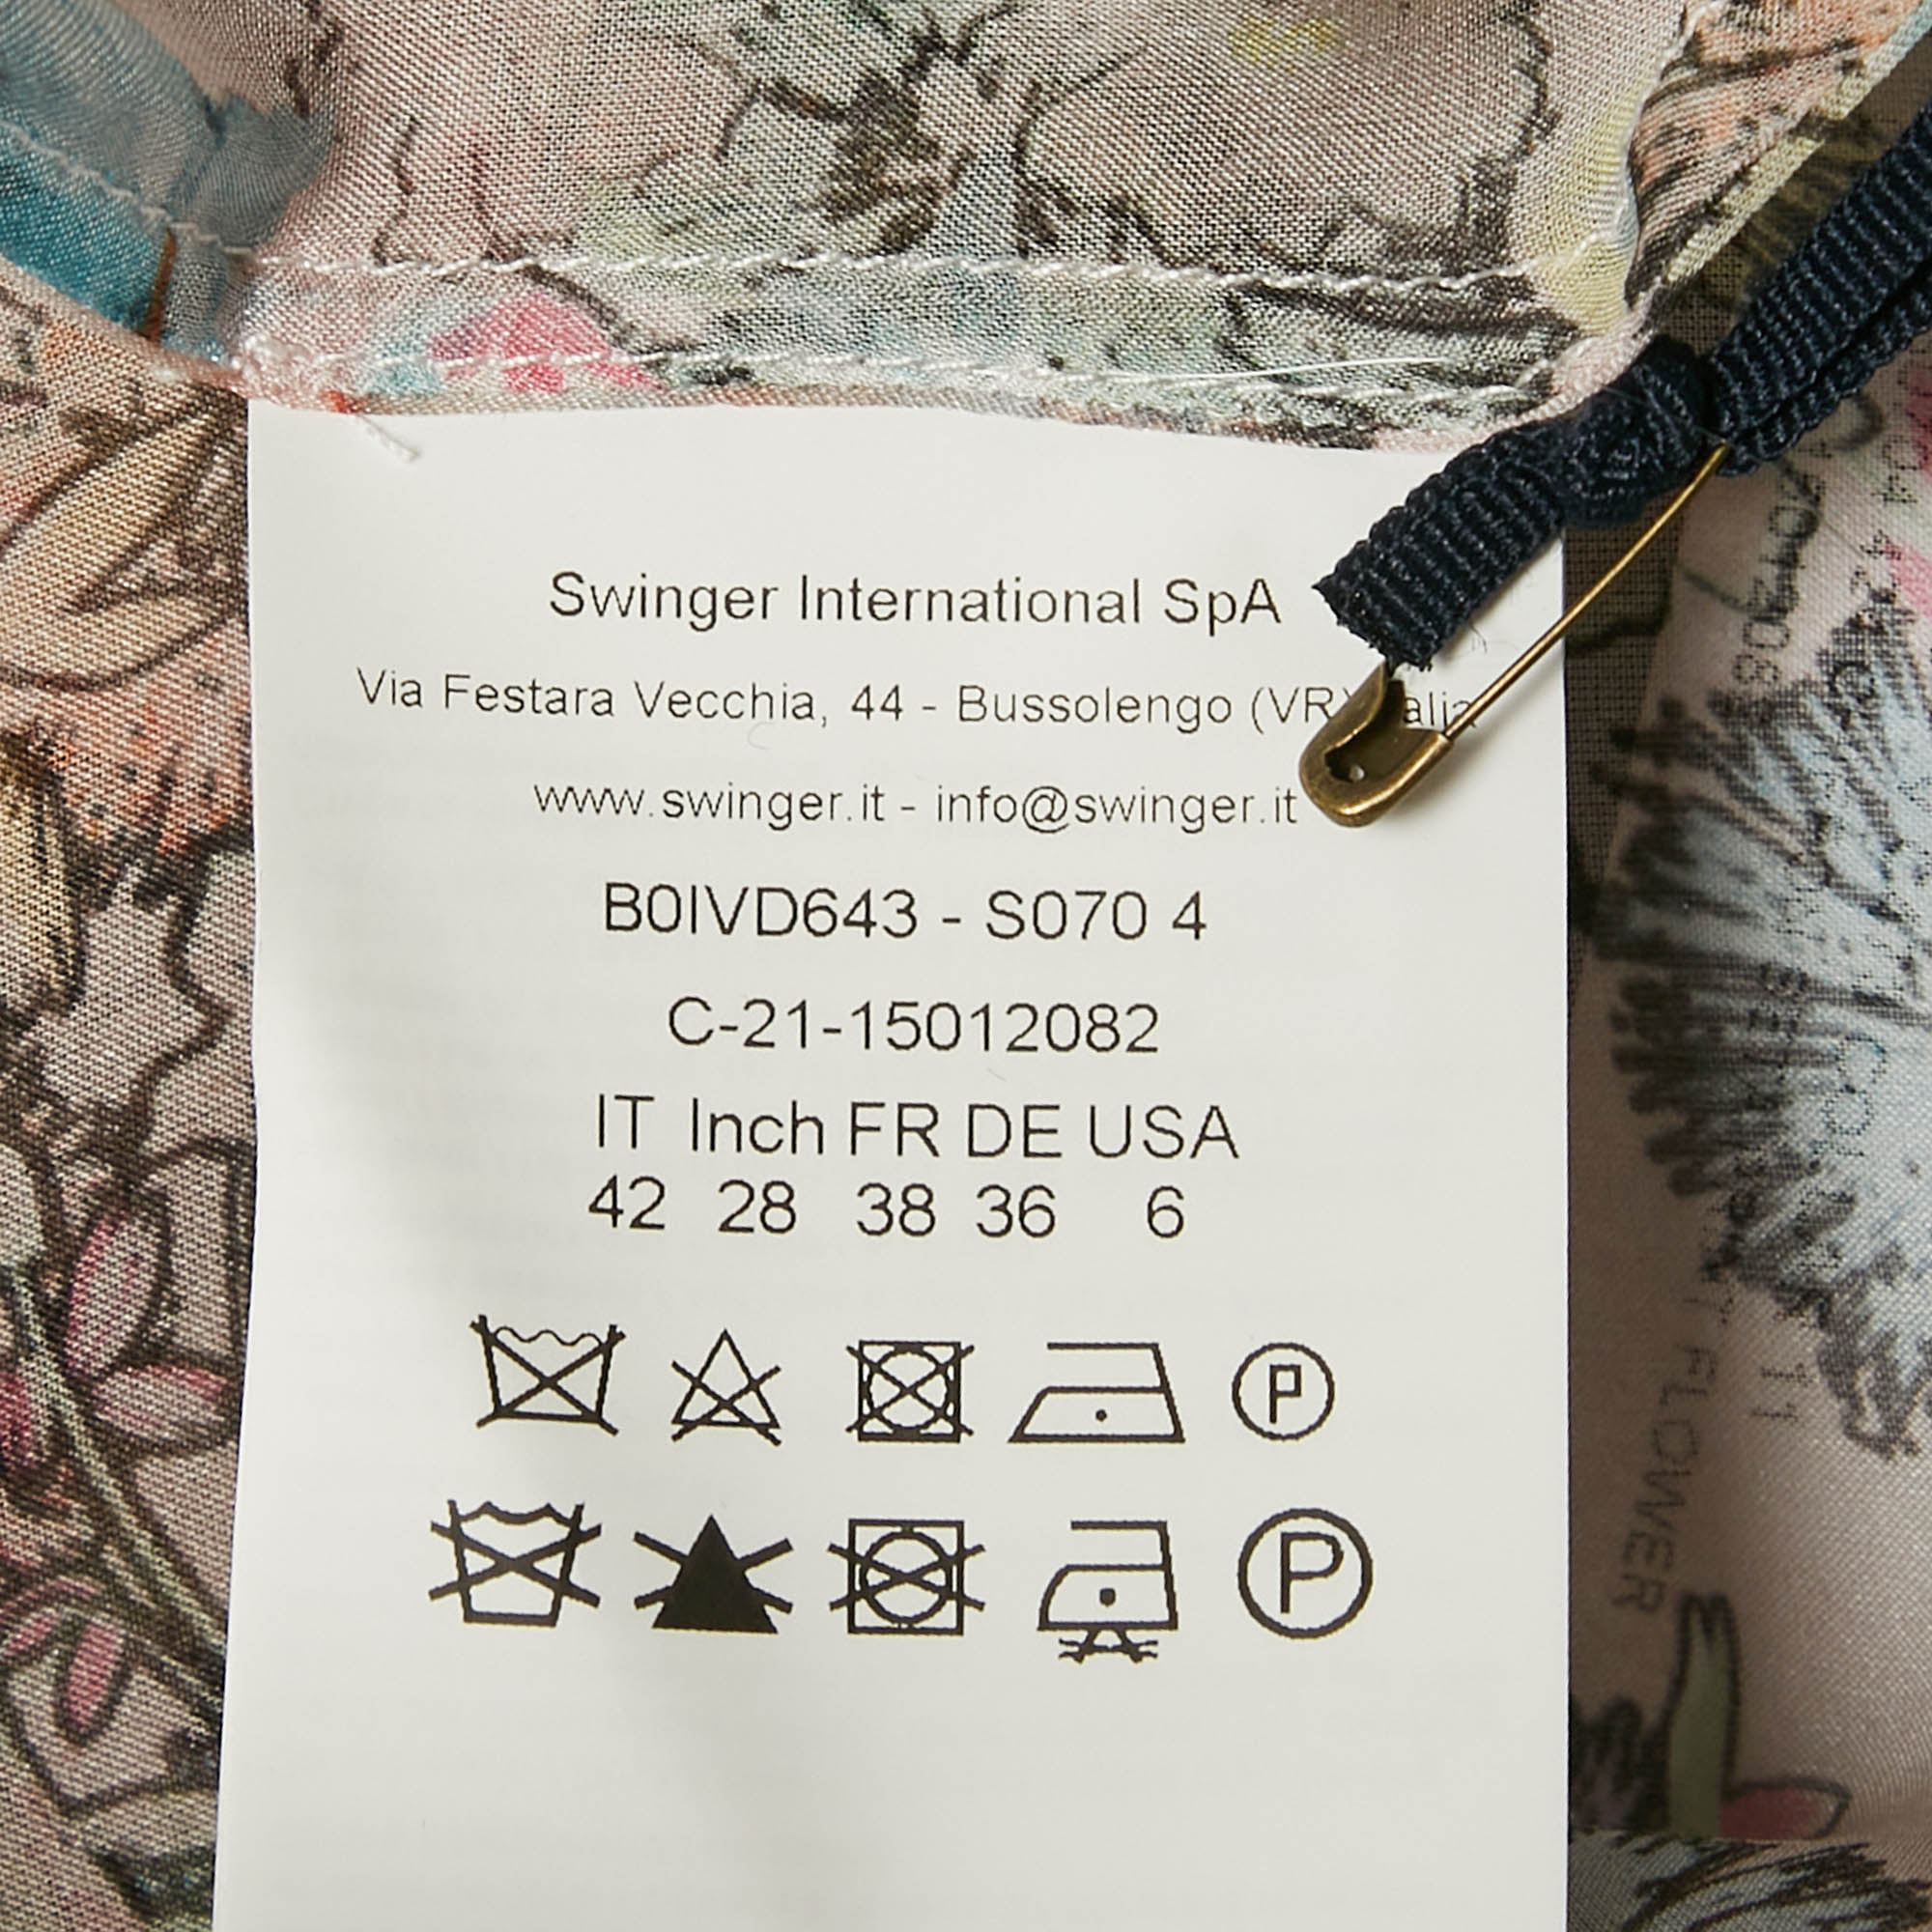 Swinger International SpA
Via Festara Vecchia, 44 - Bussolengo (VR)
www.swinger.it - info@swinger.it
B0IVD643 - S070 4
C-21-15012082
IT Inch FR DE USA
42 28 38 36 6
P
P
FLOWER